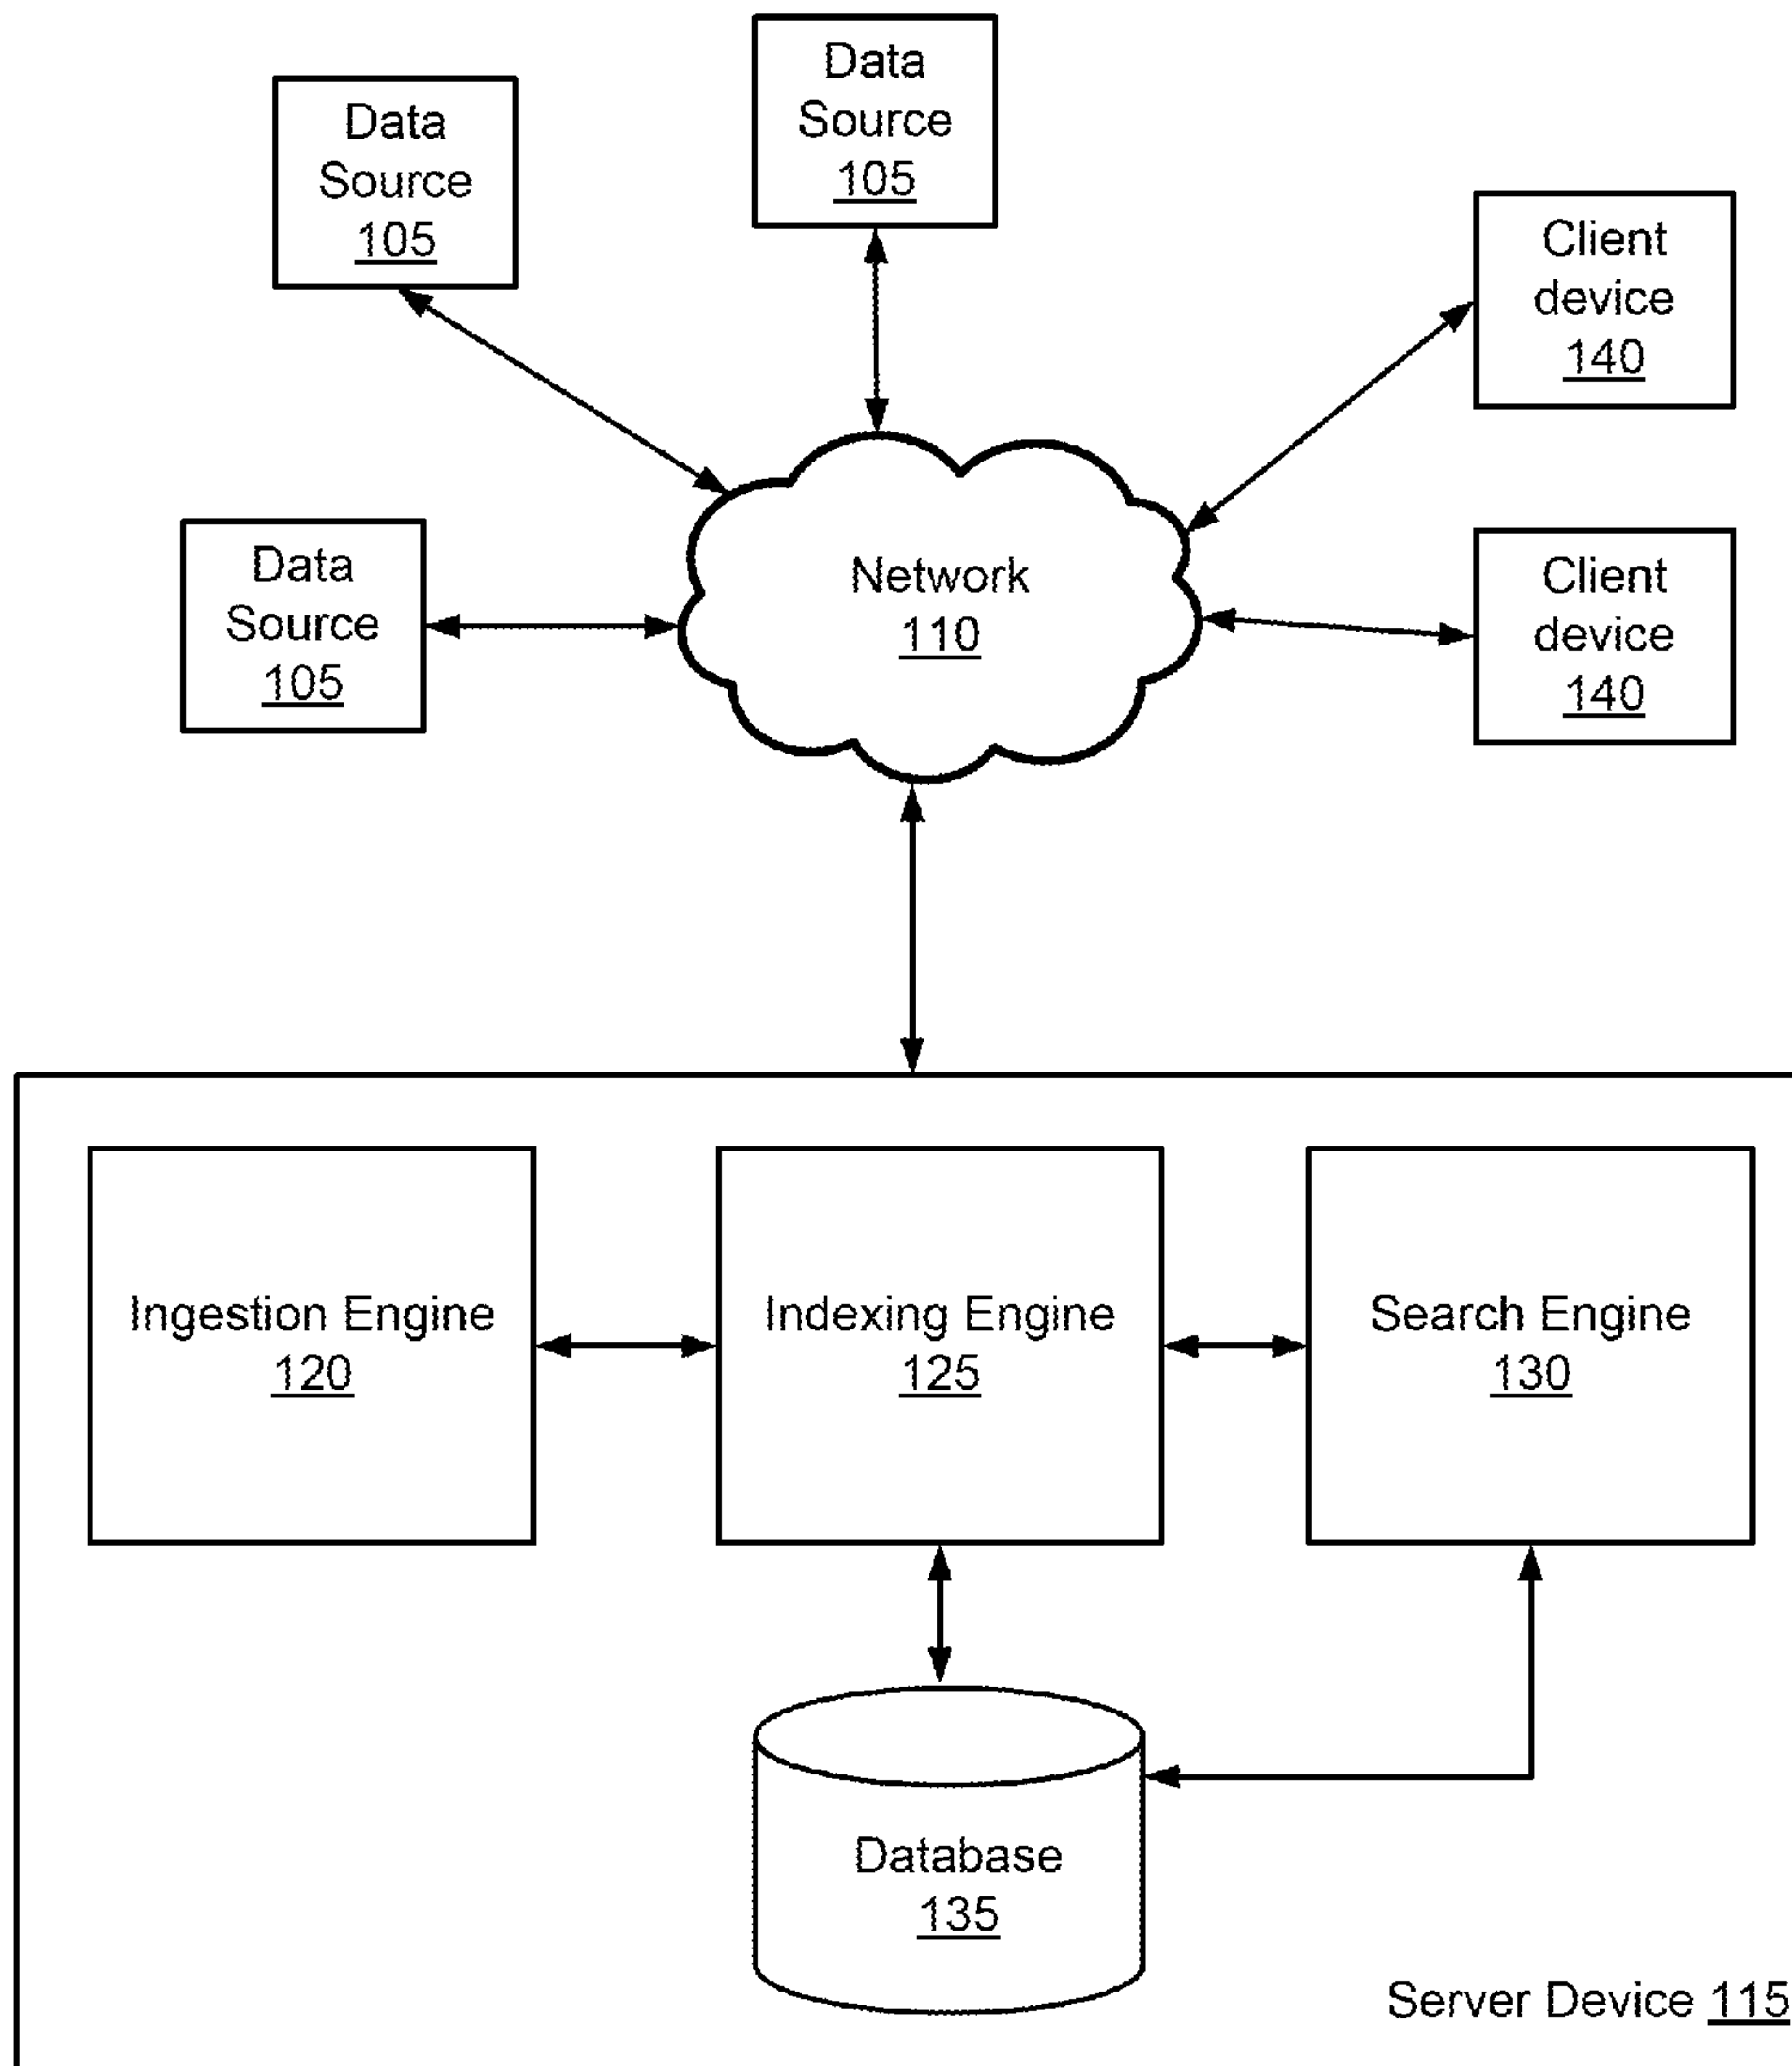 Data
Source
105
Data
Source
105
Client
device
140
Data
Source
105
Network
110
Client
device
140
Ingestion Engine
120
Indexing Engine
125
Search Engine
130
Database
135
Server Device 115